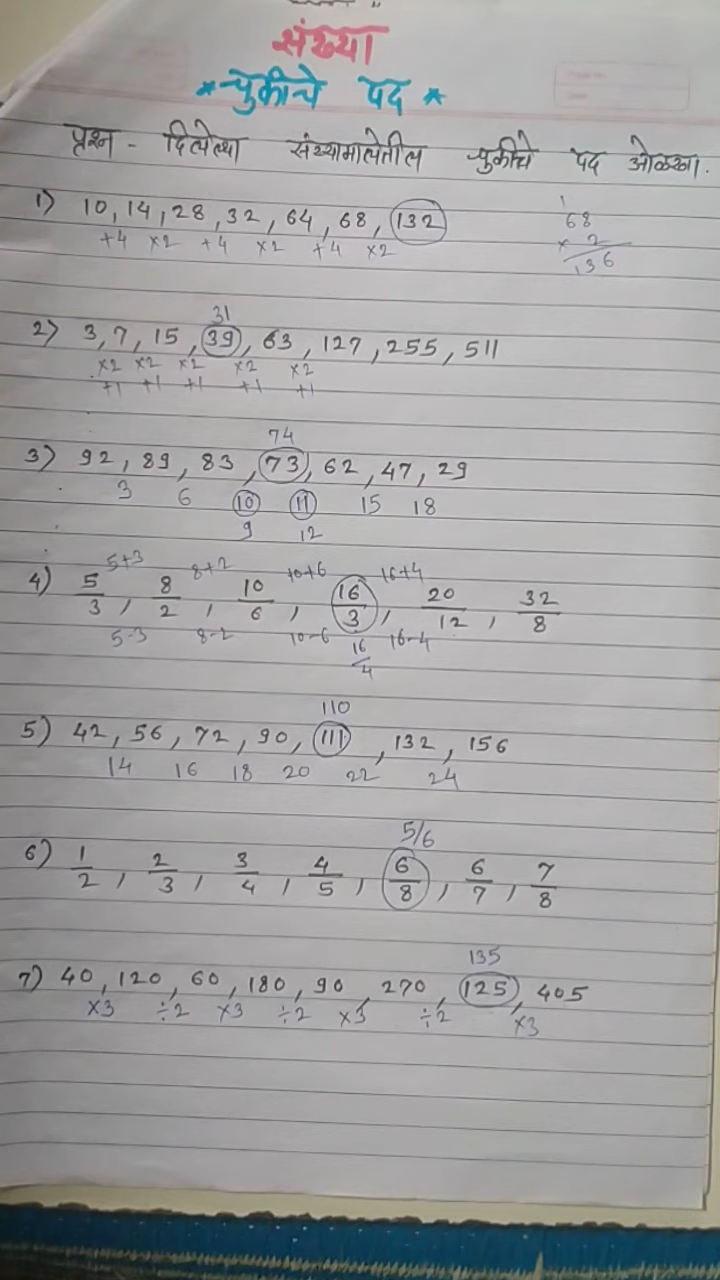 संख्या
* चुकीचे पद *
प्रश्न - दिलेल्या संख्यामालेतील चुकीचे पद ओळखा.
1) 10, 14, 28, 32, 64, 68, 132
+4 ×2 +4 ×2 +4 ×2
1
68
× 2
136
31
2) 3, 7, 15, 39, 63, 127, 255, 511
×2 ×2 ×2 ×2 ×2
+1 +1 +1 +1 +1
74
3) 92, 89, 83, 73, 62, 47, 29
3 6 10 11 15 18
9 12
5+3 8+2 10+6 16+4
4) 5/3, 8/2, 10/6, 16/3, 20/12, 32/8
5-3 8-2 10-6 16-4
16/4
110
5) 42, 56, 72, 90, 111, 132, 156
14 16 18 20 22 24
5/6
6) 1/2, 2/3, 3/4, 4/5, 6/8, 6/7, 7/8
135
7) 40, 120, 60, 180, 90, 270, 125, 405
×3 ÷2 ×3 ÷2 ×3 ÷2 ×3